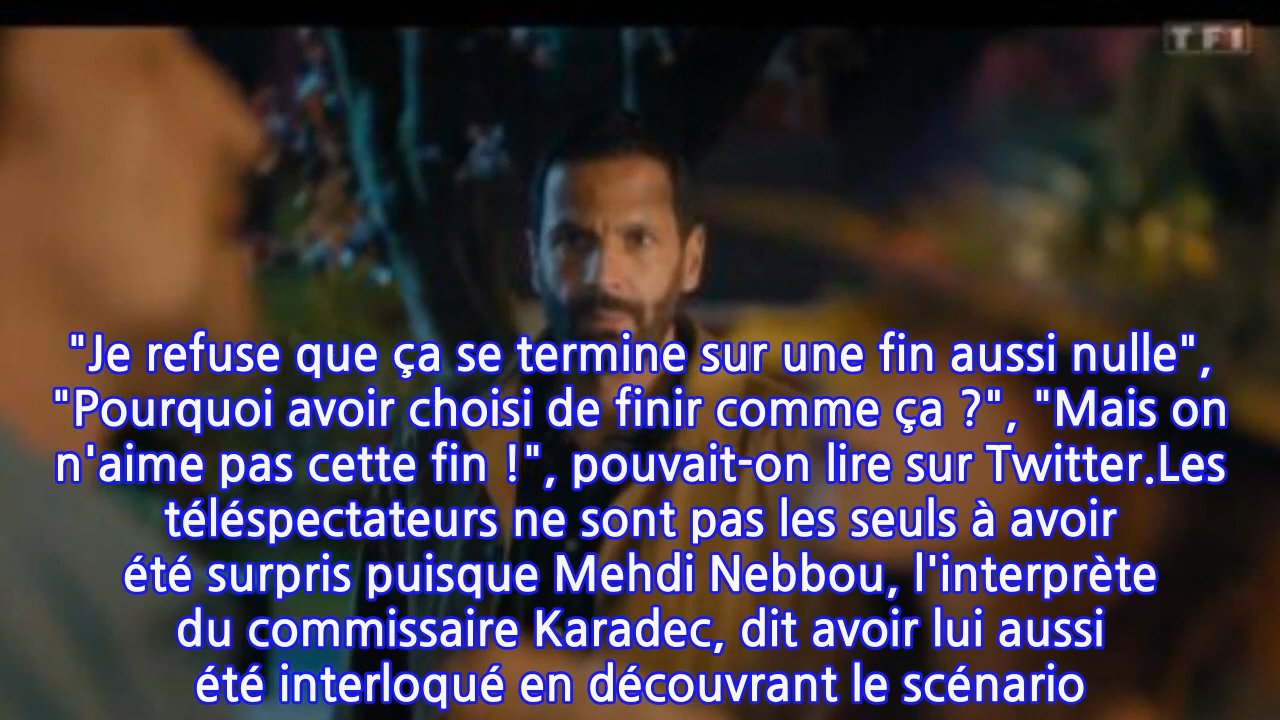 TF1
"Je refuse que ça se termine sur une fin aussi nulle",
"Pourquoi avoir choisi de finir comme ça ?", "Mais on
n'aime pas cette fin !", pouvait-on lire sur Twitter.Les
téléspectateurs ne sont pas les seuls à avoir
été surpris puisque Mehdi Nebbou, l'interprète
du commissaire Karadec, dit avoir lui aussi
été interloqué en découvrant le scénario